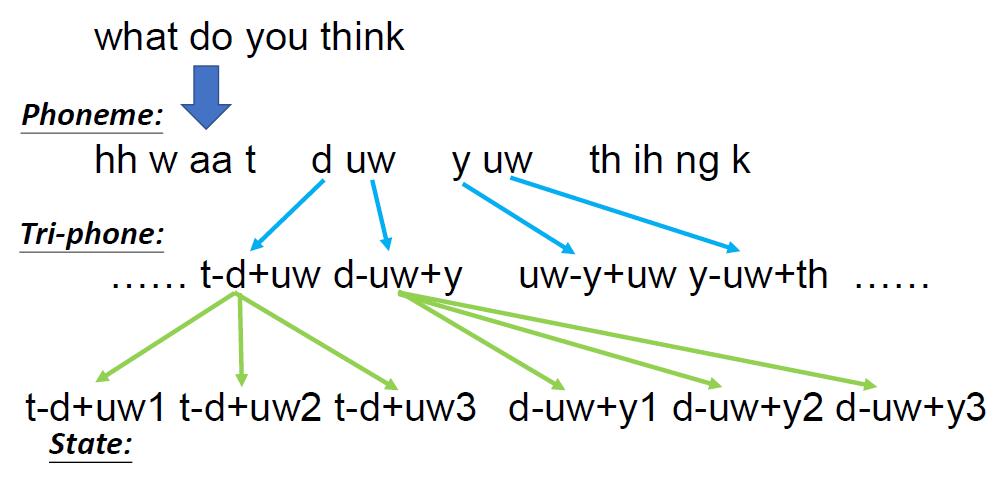 what do you think
Phoneme:
hh w aa t d uw y uw th ih ng k
Tri-phone:
…… t-d+uw d-uw+y uw-y+uw y-uw+th ……
t-d+uw1 t-d+uw2 t-d+uw3 d-uw+y1 d-uw+y2 d-uw+y3
State: